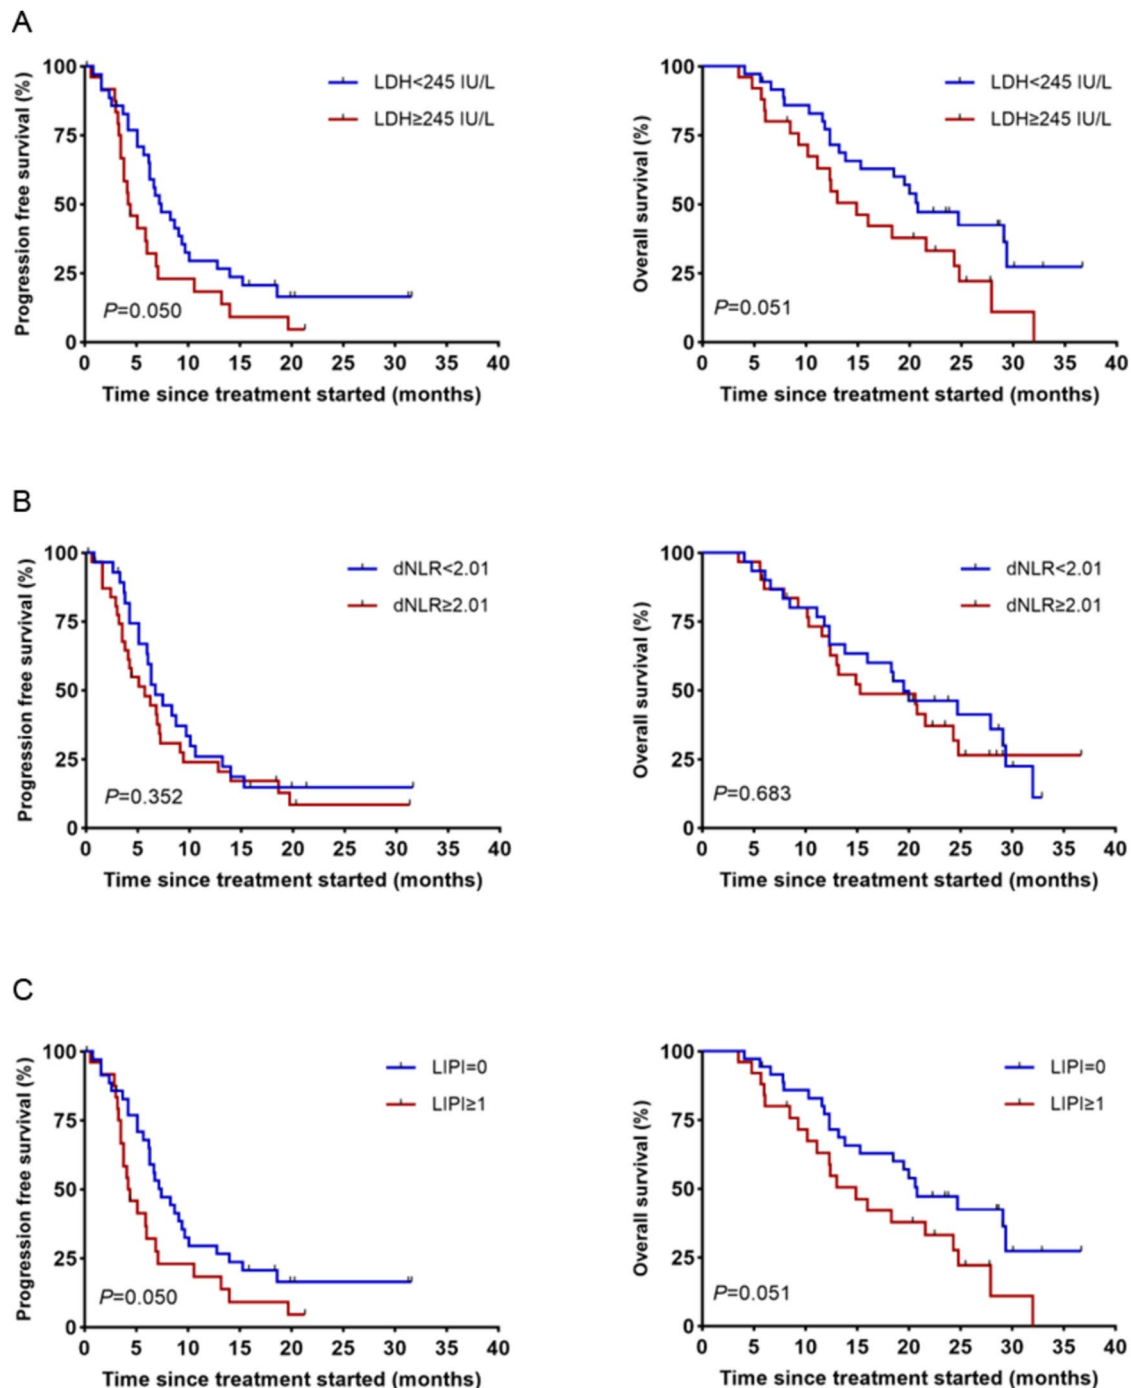 A
Progression free survival (%)
100
75
50
25
0
LDH<245 IU/L
LDH≥245 IU/L
P=0.050
0 5 10 15 20 25 30 35 40
Time since treatment started (months)
Overall survival (%)
100
75
50
25
0
LDH<245 IU/L
LDH≥245 IU/L
P=0.051
0 5 10 15 20 25 30 35 40
Time since treatment started (months)
B
Progression free survival (%)
100
75
50
25
0
dNLR<2.01
dNLR≥2.01
P=0.352
0 5 10 15 20 25 30 35 40
Time since treatment started (months)
Overall survival (%)
100
75
50
25
0
dNLR<2.01
dNLR≥2.01
P=0.683
0 5 10 15 20 25 30 35 40
Time since treatment started (months)
C
Progression free survival (%)
100
75
50
25
0
LIPI=0
LIPI≥1
P=0.050
0 5 10 15 20 25 30 35 40
Time since treatment started (months)
Overall survival (%)
100
75
50
25
0
LIPI=0
LIPI≥1
P=0.051
0 5 10 15 20 25 30 35 40
Time since treatment started (months)